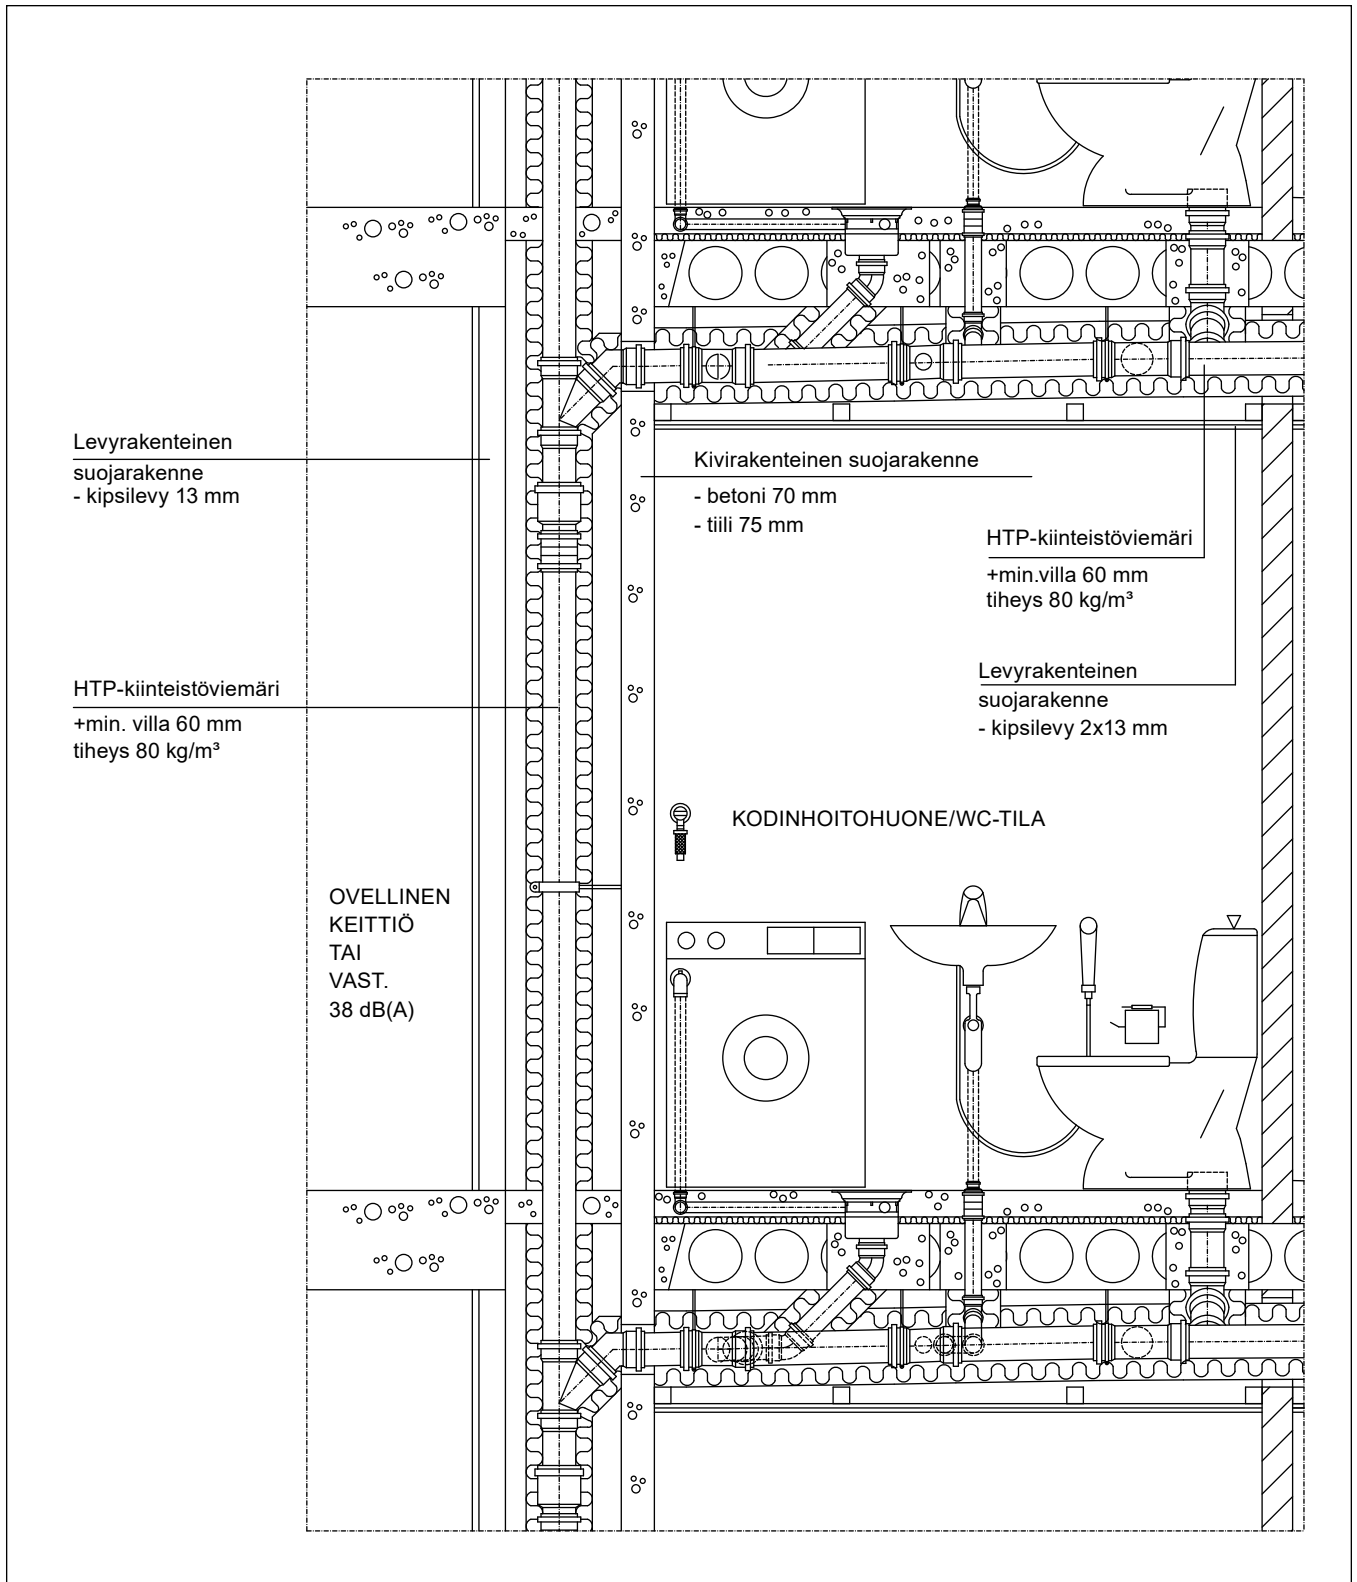 Levyrakenteinen
suojarakenne
- kipsilevy 13 mm
Kivirakenteinen suojarakenne
- betoni 70 mm
- tiili 75 mm
HTP-kiinteistöviemäri
+min.villa 60 mm
tiheys 80 kg/m³
Levyrakenteinen
suojarakenne
- kipsilevy 2x13 mm
HTP-kiinteistöviemäri
+min. villa 60 mm
tiheys 80 kg/m³
KODINHOITOHUONE/WC-TILA
OVELLINEN
KEITTIÖ
TAI
VAST.
38 dB(A)